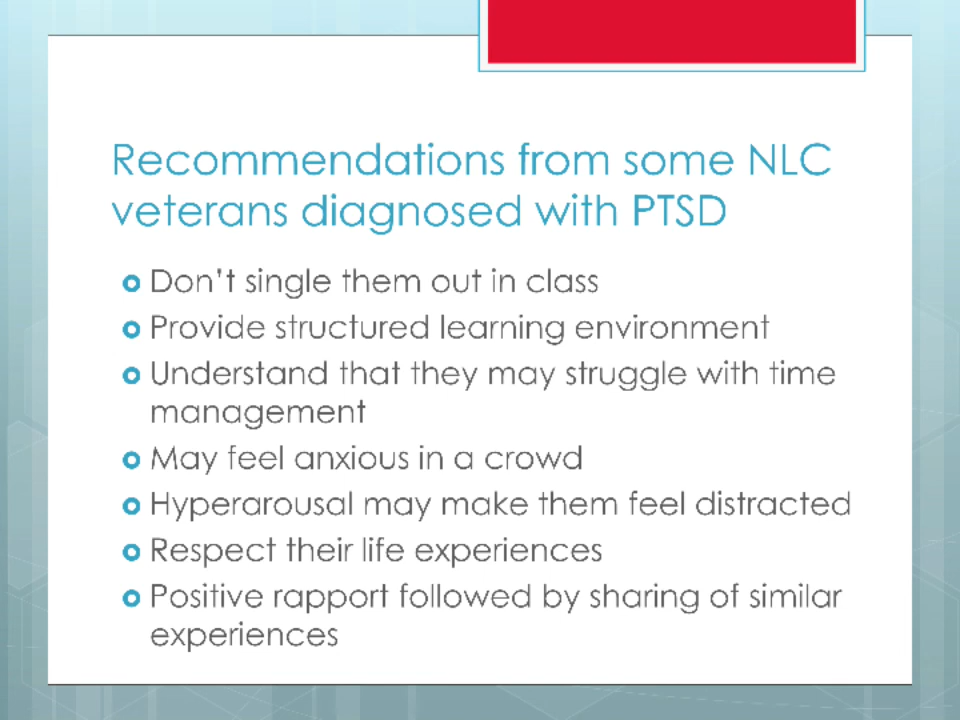 Recommendations from some NLC
veterans diagnosed with PTSD
Don't single them out in class
Provide structured learning environment
Understand that they may struggle with time
management
May feel anxious in a crowd
Hyperarousal may make them feel distracted
Respect their life experiences
Positive rapport followed by sharing of similar
experiences